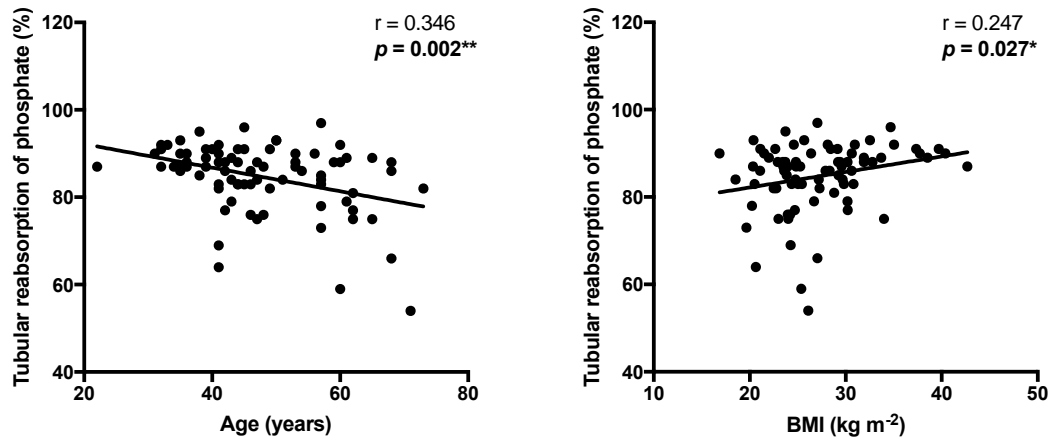 Tubular reabsorption of phosphate (%)
120
100
80
60
40
20
40
60
80
Age (years)
r = 0.346
p = 0.002**
Tubular reabsorption of phosphate (%)
120
100
80
60
40
10
20
30
40
50
BMI (kg m-2)
r = 0.247
p = 0.027*